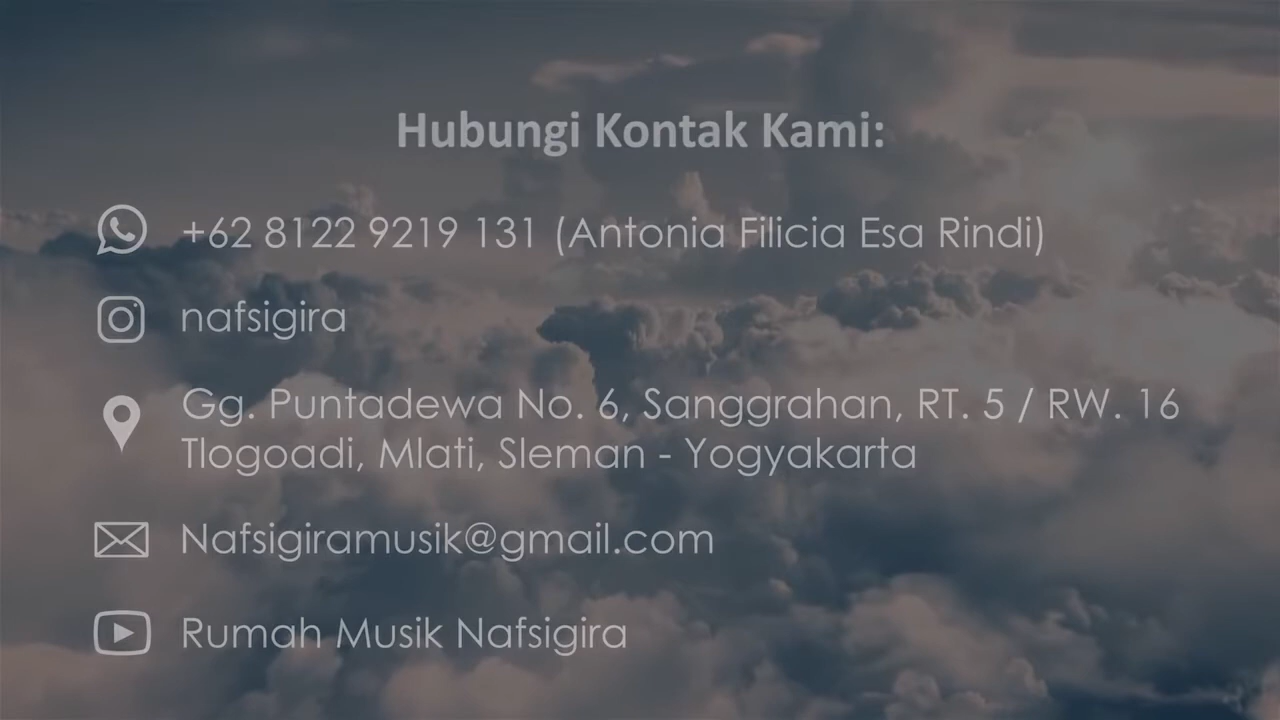 Hubungi Kontak Kami:
+62 8122 9219 131 (Antonia Filicia Esa Rindi)
nafsigira
Gg. Puntadewa No. 6, Sanggrahan, RT. 5 / RW. 16
Tlogoadi, Mlati, Sleman - Yogyakarta
Nafsigiramusik@gmail.com
Rumah Musik Nafsigira